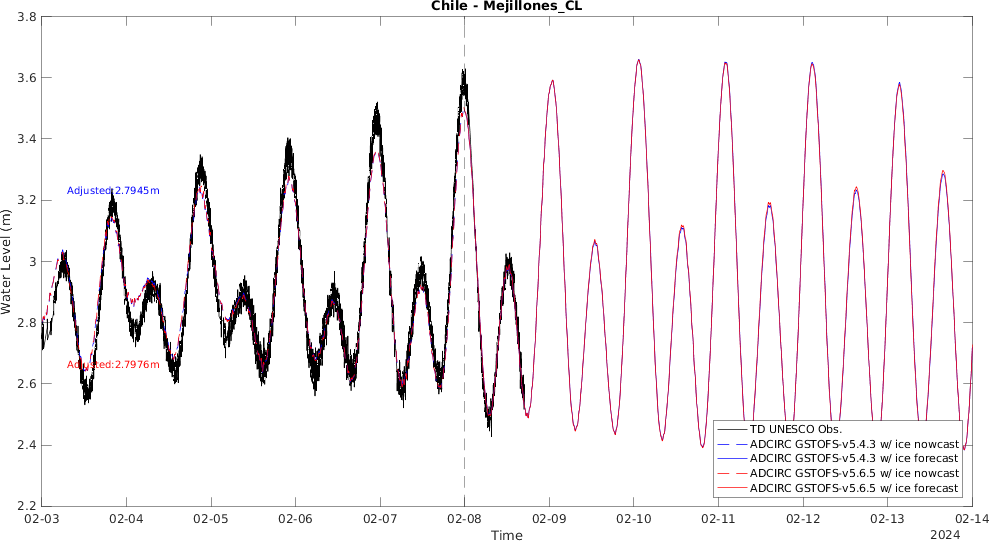 Chile - Mejillones_CL
3.8
3.6
3.4
3.2
3
2.8
2.6
2.4
2.2
Water Level (m)
Adjusted:2.7945m
Adjusted:2.7976m
TD UNESCO Obs.
ADCIRC GSTOFS-v5.4.3 w/ ice nowcast
ADCIRC GSTOFS-v5.4.3 w/ ice forecast
ADCIRC GSTOFS-v5.6.5 w/ ice nowcast
ADCIRC GSTOFS-v5.6.5 w/ ice forecast
02-03 02-04 02-05 02-06 02-07 02-08 02-09 02-10 02-11 02-12 02-13 02-14
Time
2024